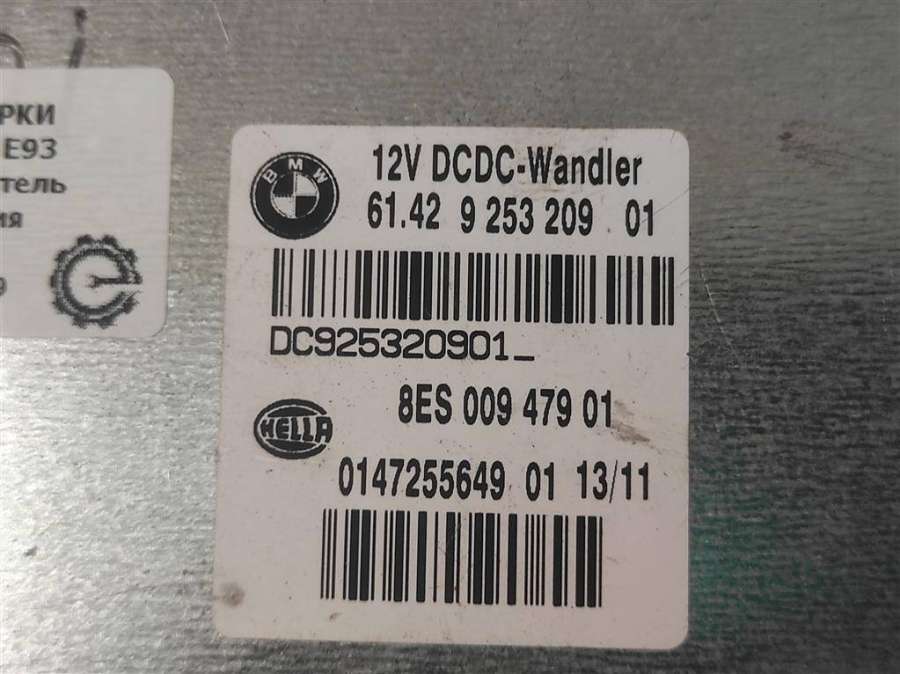 РКИ
E93
тель
ия
BMW
12V DCDC-Wandler
61.42 9 253 209 01
DC925320901_
8ES 009 479 01
HELLA
0147255649 01 13/11